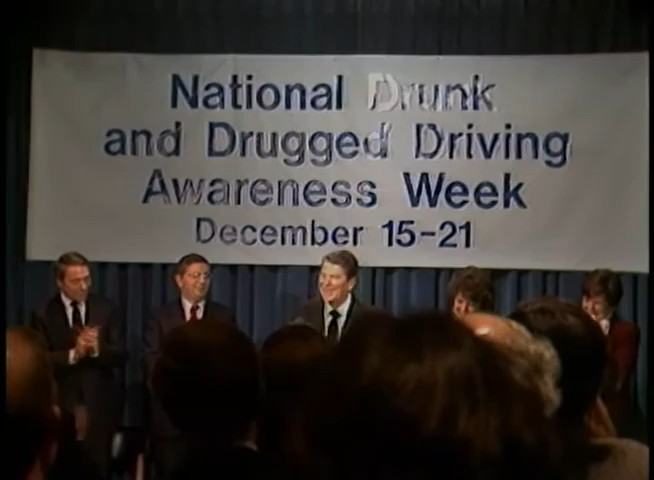 National Drunk
and Drugged Driving
Awareness Week
December 15-21